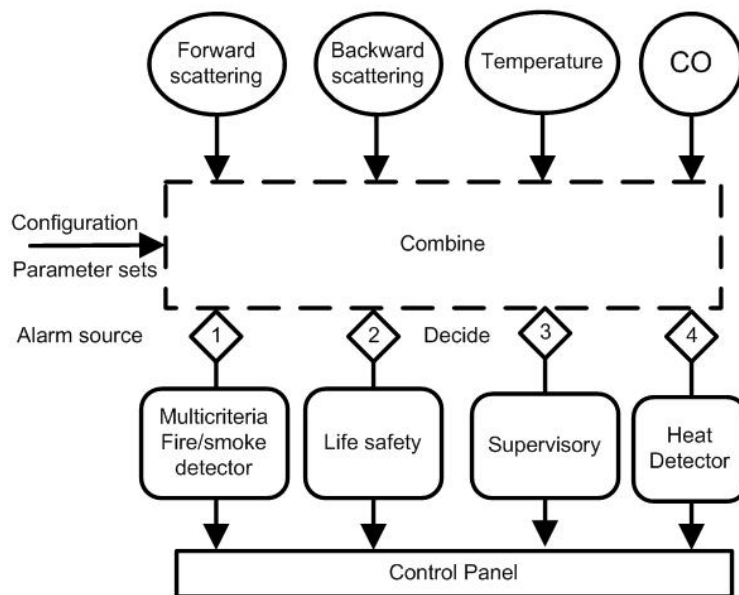 Forward
scattering
Backward
scattering
Temperature
CO
Configuration
Parameter sets
Combine
Alarm source
1
2
Decide
3
4
Multicriteria
Fire/smoke
detector
Life safety
Supervisory
Heat
Detector
Control Panel